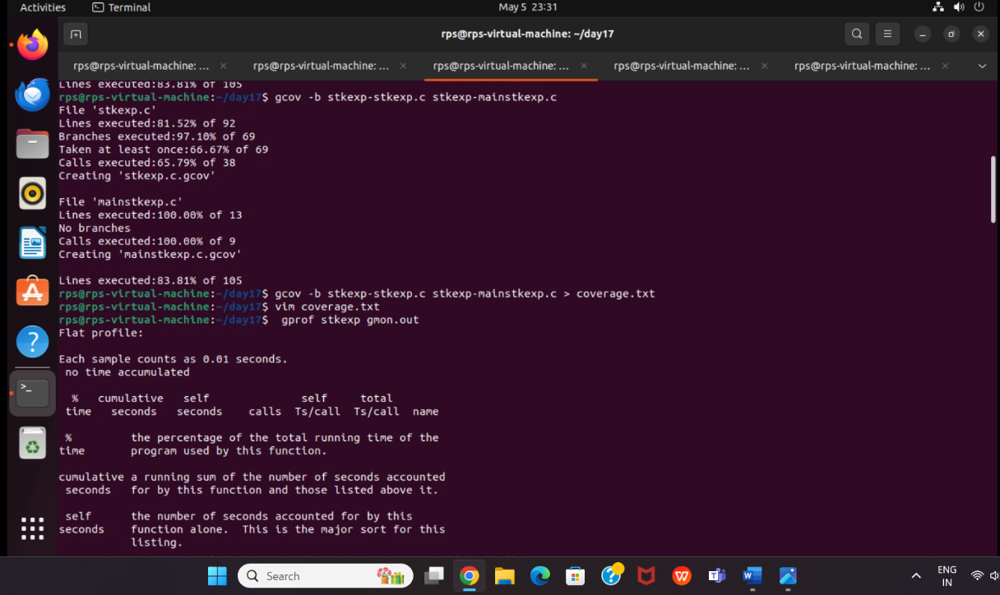 Activities
Terminal
May 5 23:31
rps@rps-virtual-machine: ~/day17
rps@rps-virtual-machine: ...
rps@rps-virtual-machine: ...
rps@rps-virtual-machine: ...
rps@rps-virtual-machine: ...
rps@rps-virtual-machine: ...
Lines executed:83.81% of 105
rps@rps-virtual-machine:~/day17$ gcov -b stkexp-stkexp.c stkexp-mainstkexp.c
File 'stkexp.c'
Lines executed:81.52% of 92
Branches executed:97.10% of 69
Taken at least once:66.67% of 69
Calls executed:65.79% of 38
Creating 'stkexp.c.gcov'
File 'mainstkexp.c'
Lines executed:100.00% of 13
No branches
Calls executed:100.00% of 9
Creating 'mainstkexp.c.gcov'
Lines executed:83.81% of 105
rps@rps-virtual-machine:~/day17$ gcov -b stkexp-stkexp.c stkexp-mainstkexp.c > coverage.txt
rps@rps-virtual-machine:~/day17$ vim coverage.txt
rps@rps-virtual-machine:~/day17$  gprof stkexp gmon.out
Flat profile:
Each sample counts as 0.01 seconds.
 no time accumulated
  %   cumulative   self              self     total
 time   seconds   seconds    calls  Ts/call  Ts/call  name
 %         the percentage of the total running time of the
time       program used by this function.
cumulative a running sum of the number of seconds accounted
 seconds   for by this function and those listed above it.
 self      the number of seconds accounted for by this
seconds    function alone.  This is the major sort for this
           listing.
Search
ENG
IN